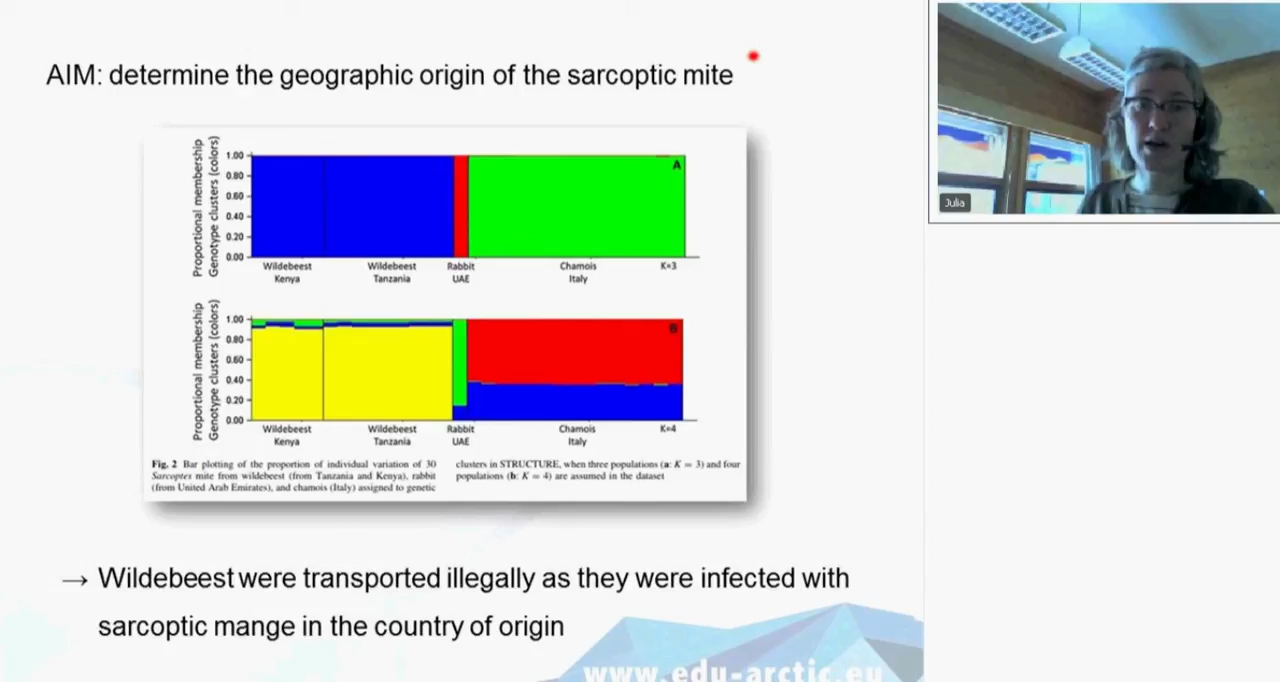 AIM: determine the geographic origin of the sarcoptic mite
Proportional membership
Genotype clusters (colors)
1.00
0.80
0.60
0.40
0.20
0.00
A
Wildebeest
Kenya
Wildebeest
Tanzania
Rabbit
UAE
Chamois
Italy
K=3
Proportional membership
Genotype clusters (colors)
1.00
0.80
0.60
0.40
0.20
0.00
B
Wildebeest
Kenya
Wildebeest
Tanzania
Rabbit
UAE
Chamois
Italy
K=4
Fig. 2 Bar plotting of the proportion of individual variation of 30
Sarcoptes mite from wildebeest (from Tanzania and Kenya), rabbit
(from United Arab Emirates), and chamois (Italy) assigned to genetic
clusters in STRUCTURE, when three populations (a: K = 3) and four
populations (b: K = 4) are assumed in the dataset
→ Wildebeest were transported illegally as they were infected with
sarcoptic mange in the country of origin
www.edu-arctic.eu
Julia